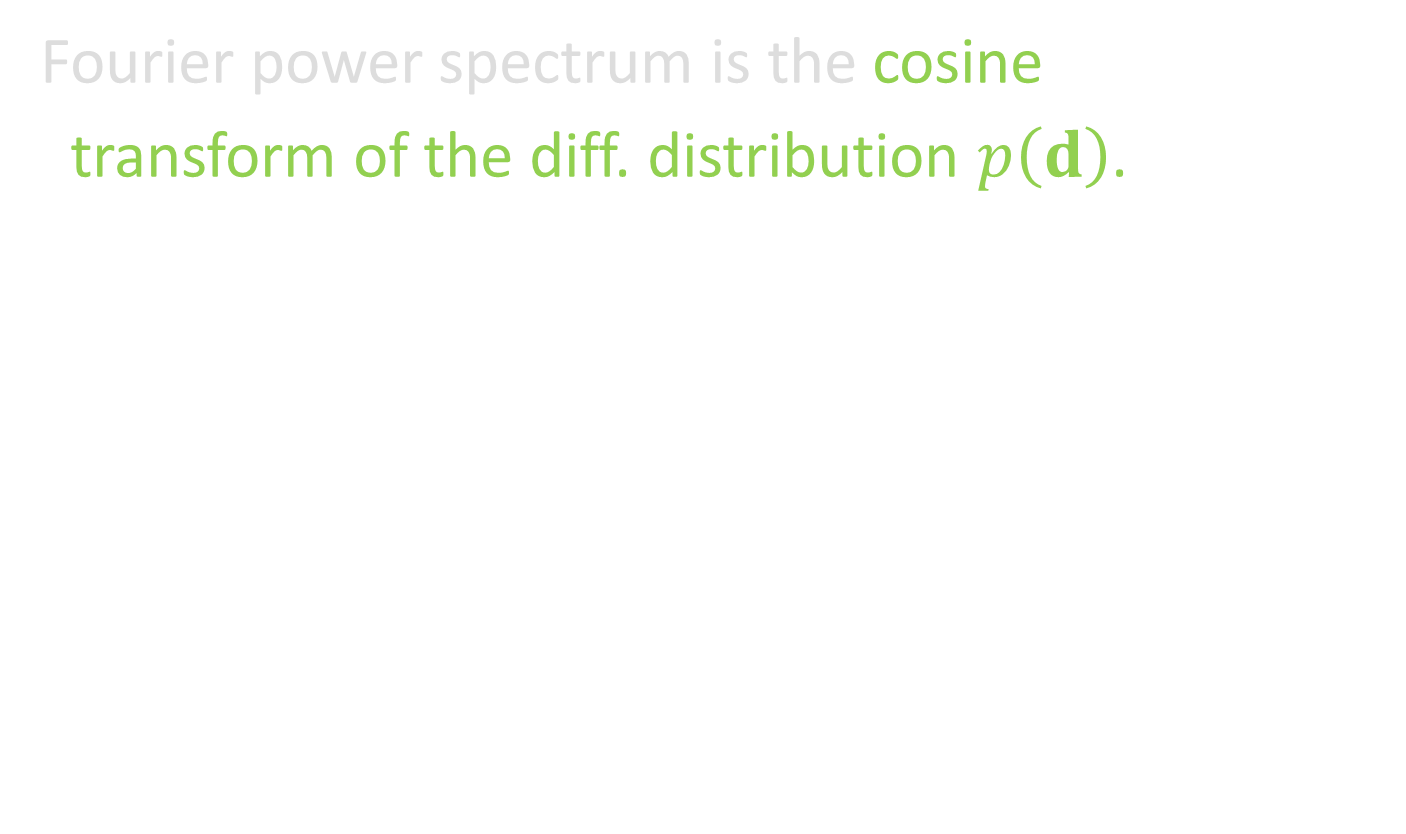 Fourier power spectrum is the cosine
transform of the diff. distribution 𝑝(𝐝).